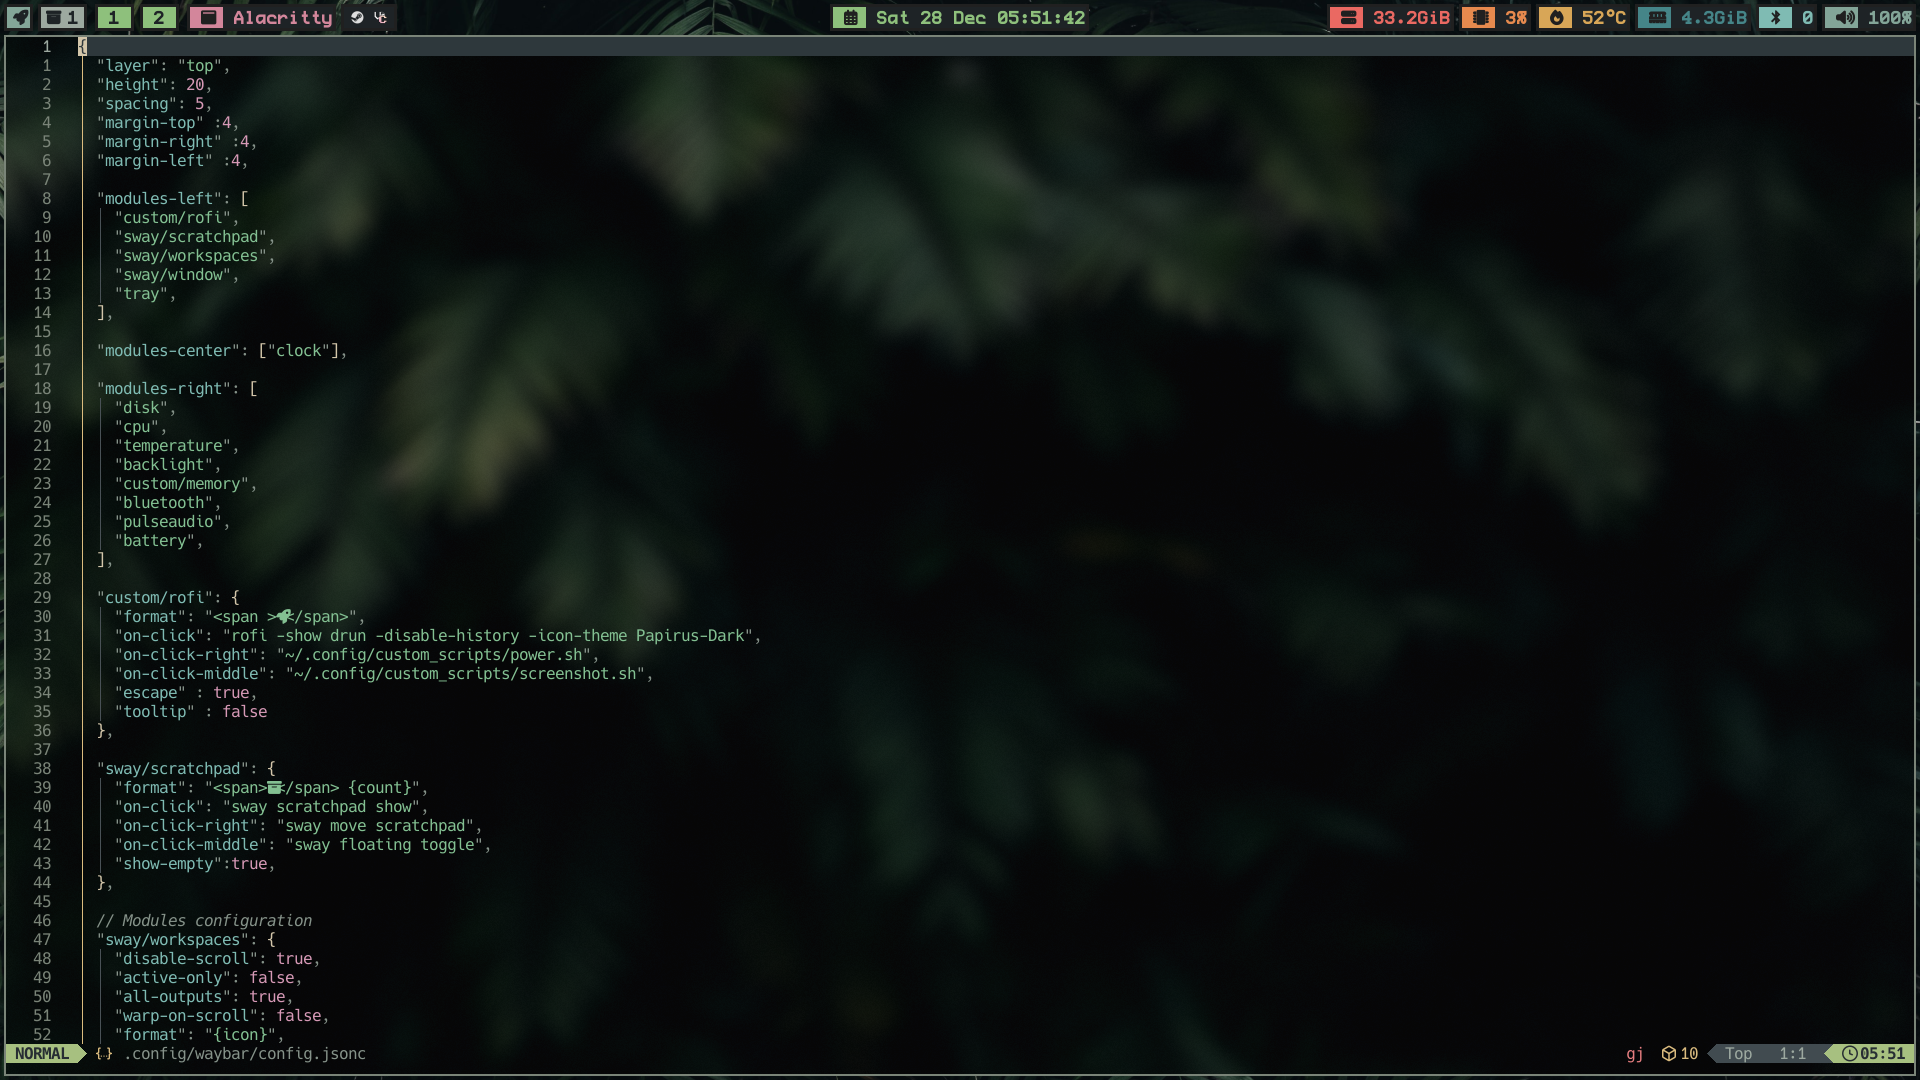 1 1 2 Alacritty Sat 28 Dec 05:51:42 33.2GiB 3% 52°C 4.3GiB 0 100%
1 {
1 "layer": "top",
2 "height": 20,
3 "spacing": 5,
4 "margin-top" :4,
5 "margin-right" :4,
6 "margin-left" :4,
7
8 "modules-left": [
9 "custom/rofi",
10 "sway/scratchpad",
11 "sway/workspaces",
12 "sway/window",
13 "tray",
14 ],
15
16 "modules-center": ["clock"],
17
18 "modules-right": [
19 "disk",
20 "cpu",
21 "temperature",
22 "backlight",
23 "custom/memory",
24 "bluetooth",
25 "pulseaudio",
26 "battery",
27 ],
28
29 "custom/rofi": {
30 "format": "<span ></span>",
31 "on-click": "rofi -show drun -disable-history -icon-theme Papirus-Dark",
32 "on-click-right": "~/.config/custom_scripts/power.sh",
33 "on-click-middle": "~/.config/custom_scripts/screenshot.sh",
34 "escape" : true,
35 "tooltip" : false
36 },
37
38 "sway/scratchpad": {
39 "format": "<span></span> {count}",
40 "on-click": "sway scratchpad show",
41 "on-click-right": "sway move scratchpad",
42 "on-click-middle": "sway floating toggle",
43 "show-empty":true,
44 },
45
46 // Modules configuration
47 "sway/workspaces": {
48 "disable-scroll": true,
49 "active-only": false,
50 "all-outputs": true,
51 "warp-on-scroll": false,
52 "format": "{icon}",
NORMAL {} .config/waybar/config.jsonc gj 10 Top 1:1 05:51